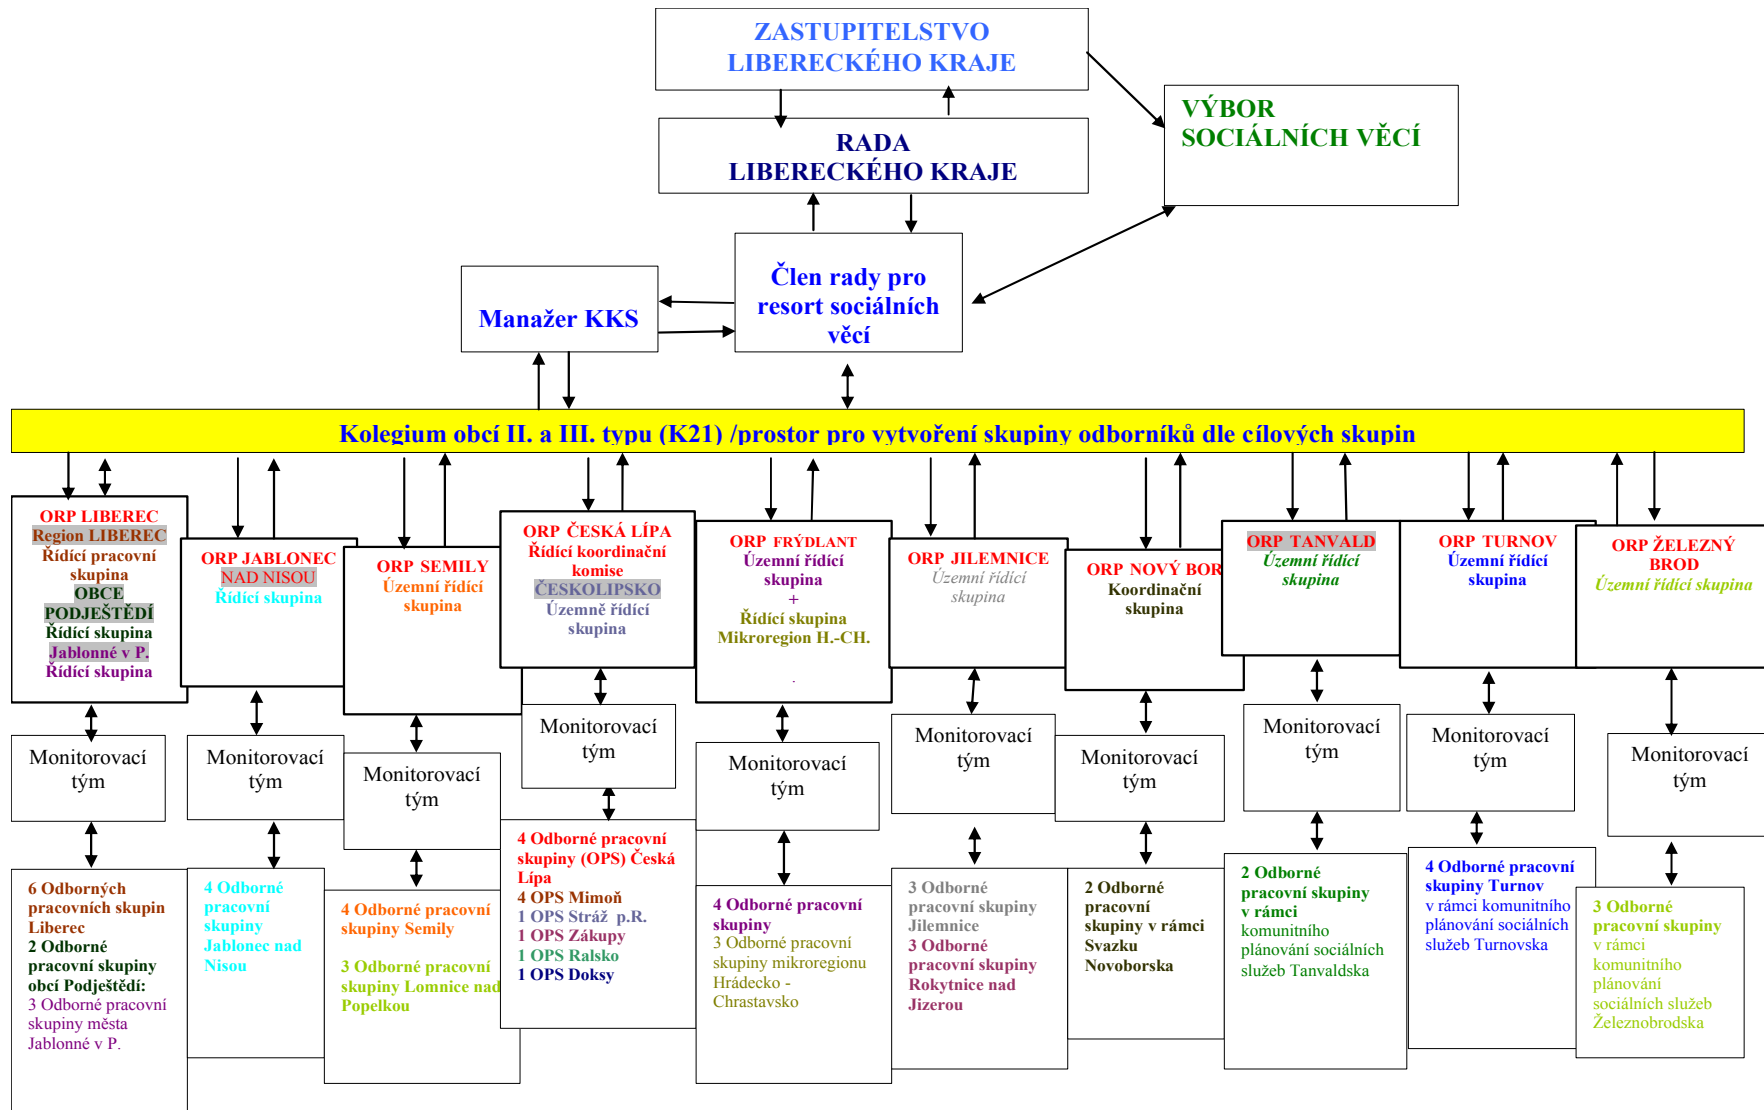 ZASTUPITELSTVO
LIBERECKÉHO KRAJE
VÝBOR
SOCIÁLNÍCH VĚCÍ
RADA
LIBERECKÉHO KRAJE
Člen rady pro
resort sociálních
věcí
Manažer KKS
Kolegium obcí II. a III. typu (K21) /prostor pro vytvoření skupiny odborníků dle cílových skupin
ORP LIBEREC
Region LIBEREC
Řídící pracovní
skupina
OBCE
PODJEŠTĚDÍ
Řídící skupina
Jablonné v P.
Řídící skupina
ORP JABLONEC
NAD NISOU
Řídící skupina
ORP SEMILY
Územní řídící
skupina
ORP ČESKÁ LÍPA
Řídící koordinační
komise
ČESKOLIPSKO
Územně řídící
skupina
ORP FRÝDLANT
Územní řídící
skupina
+
Řídící skupina
Mikroregion H.-CH.
.
ORP JILEMNICE
Územní řídící
skupina
ORP NOVÝ BOR
Koordinační
skupina
ORP TANVALD
Územní řídící
skupina
ORP TURNOV
Územní řídící
skupina
ORP ŽELEZNÝ
BROD
Územní řídící skupina
Monitorovací
tým
Monitorovací
tým
Monitorovací
tým
Monitorovací
tým
Monitorovací
tým
Monitorovací
tým
Monitorovací
tým
Monitorovací
tým
Monitorovací
tým
Monitorovací
tým
6 Odborných
pracovních skupin
Liberec
2 Odborné
pracovní skupiny
obcí Podještědí:
3 Odborné pracovní
skupiny města
Jablonné v P.
4 Odborné
pracovní
skupiny
Jablonec nad
Nisou
4 Odborné pracovní
skupiny Semily
3 Odborné pracovní
skupiny Lomnice nad
Popelkou
4 Odborné pracovní
skupiny (OPS) Česká
Lípa
4 OPS Mimoň
1 OPS Stráž p.R.
1 OPS Zákupy
1 OPS Ralsko
1 OPS Doksy
4 Odborné pracovní
skupiny
3 Odborné pracovní
skupiny mikroregionu
Hrádecko -
Chrastavsko
3 Odborné
pracovní skupiny
Jilemnice
3 Odborné
pracovní skupiny
Rokytnice nad
Jizerou
2 Odborné
pracovní
skupiny v rámci
Svazku
Novoborska
2 Odborné
pracovní skupiny
v rámci
komunitního
plánování sociálních
služeb Tanvaldska
4 Odborné pracovní
skupiny Turnov
v rámci komunitního
plánování sociálních
služeb Turnovska
3 Odborné
pracovní skupiny
v rámci
komunitního
plánování
sociálních služeb
Železnobrodska